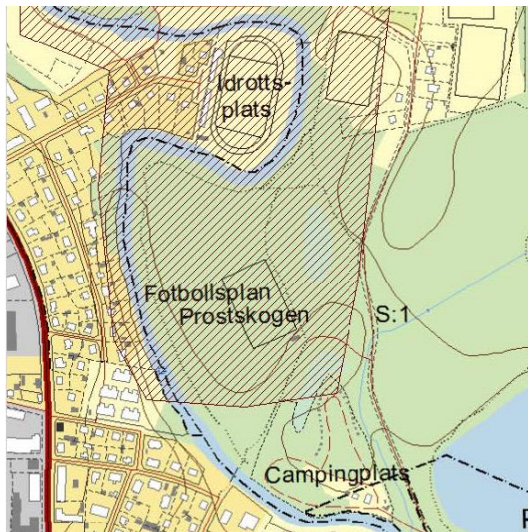 Idrotts-
plats
Fotbollsplan
Prostskogen
S:1
Campingplats